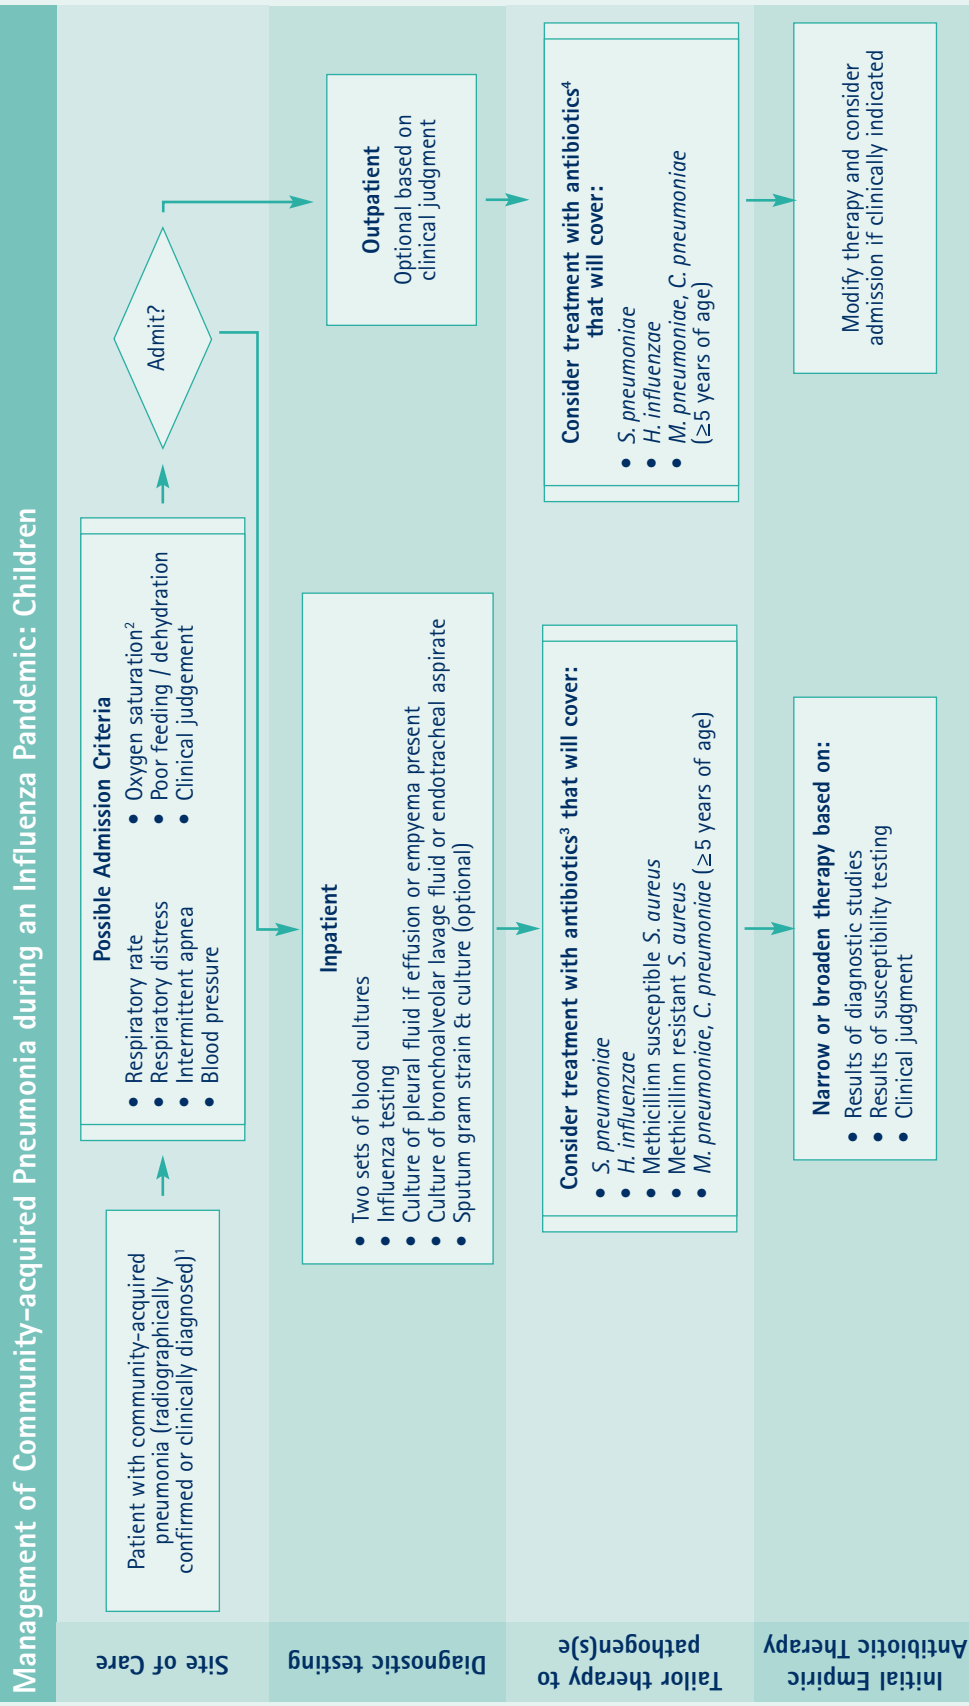 Management of Community-acquired Pneumonia during an Influenza Pandemic: Children
Site of Care
Patient with community-acquired
pneumonia (radiographically
confirmed or clinically diagnosed)1
Possible Admission Criteria
• Respiratory rate
• Respiratory distress
• Intermittent apnea
• Blood pressure
• Oxygen saturation2
• Poor feeding / dehydration
• Clinical judgement
Admit?
Diagnostic testing
Inpatient
• Two sets of blood cultures
• Influenza testing
• Culture of pleural fluid if effusion or empyema present
• Culture of bronchoalveolar lavage fluid or endotracheal aspirate
• Sputum gram strain & culture (optional)
Outpatient
Optional based on
clinical judgment
Tailor therapy to
pathogen(s)e
Consider treatment with antibiotics3 that will cover:
• S. pneumoniae
• H. influenzae
• Methicillinn susceptible S. aureus
• Methicillinn resistant S. aureus
• M. pneumoniae, C. pneumoniae (≥5 years of age)
Consider treatment with antibiotics4
that will cover:
• S. pneumoniae
• H. influenzae
• M. pneumoniae, C. pneumoniae
(≥5 years of age)
Initial Empiric
Antibiotic Therapy
Narrow or broaden therapy based on:
• Results of diagnostic studies
• Results of susceptibility testing
• Clinical judgment
Modify therapy and consider
admission if clinically indicated